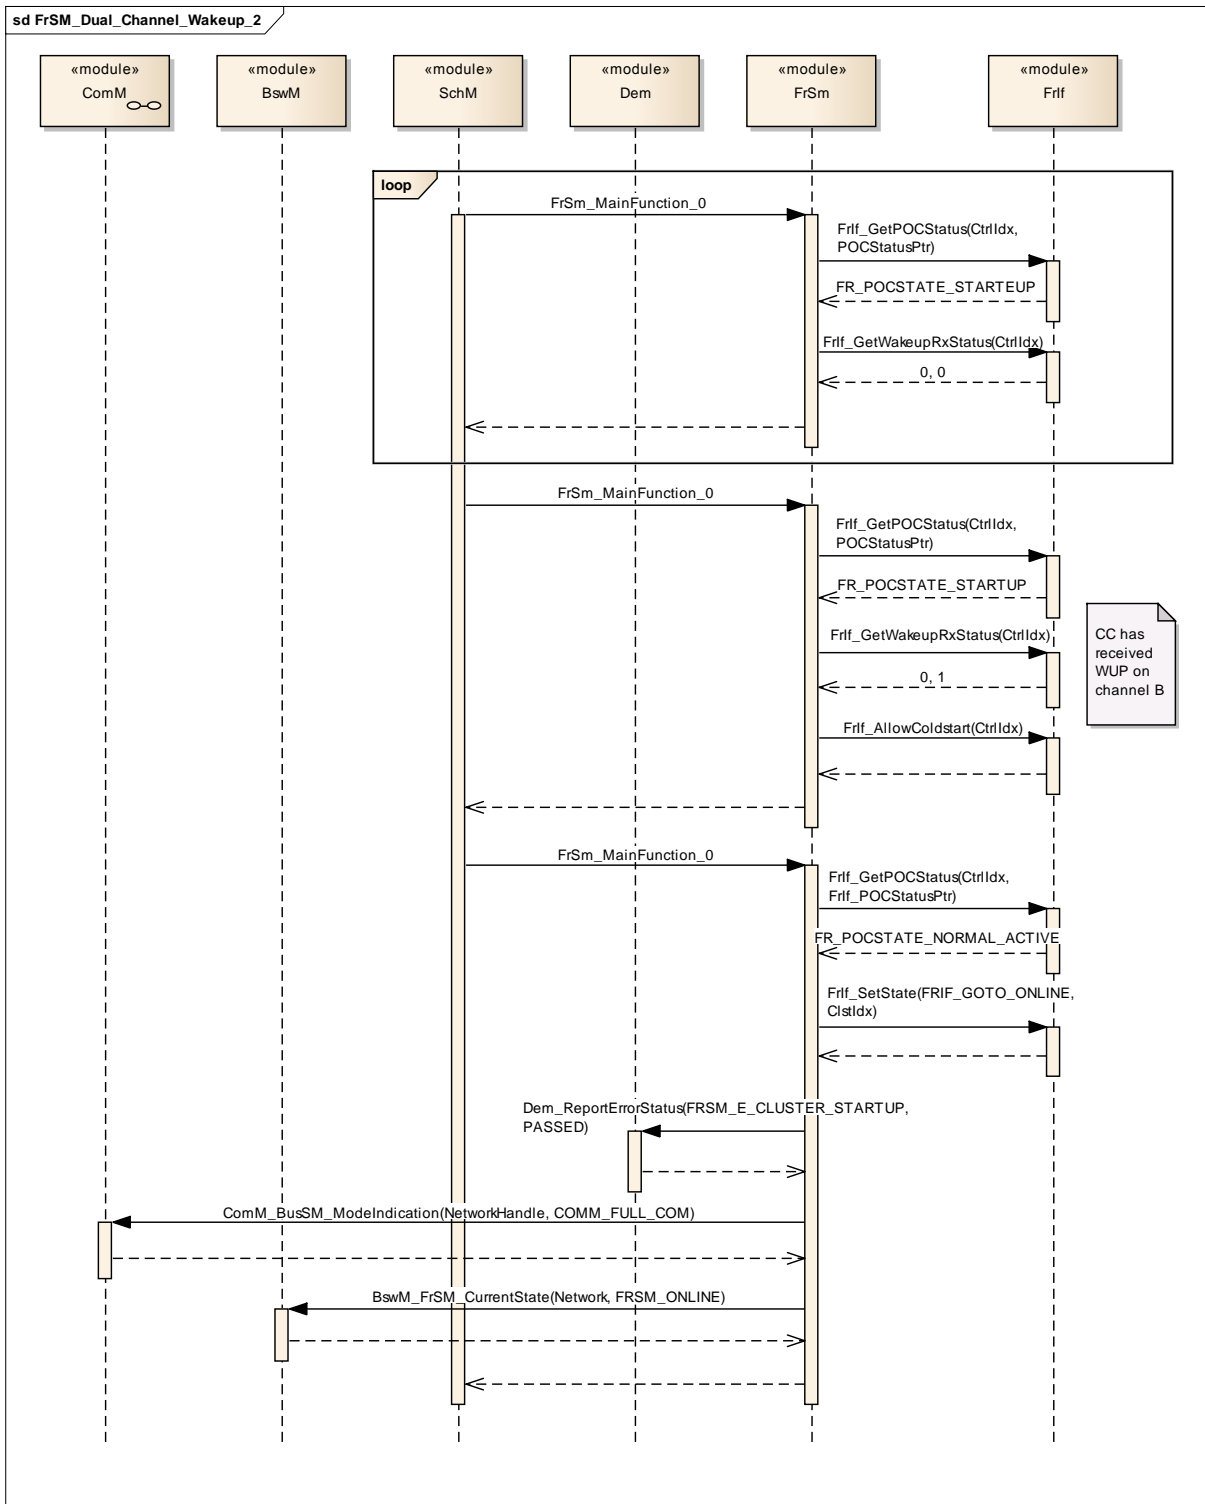 sd FrSM_Dual_Channel_Wakeup_2
«module»
ComM
«module»
BswM
«module»
SchM
«module»
Dem
«module»
FrSm
«module»
FrIf
loop
FrSm_MainFunction_0
FrIf_GetPOCStatus(CtrlIdx,
POCStatusPtr)
FR_POCSTATE_STARTEUP
FrIf_GetWakeupRxStatus(CtrlIdx)
0, 0
FrSm_MainFunction_0
FrIf_GetPOCStatus(CtrlIdx,
POCStatusPtr)
FR_POCSTATE_STARTUP
FrIf_GetWakeupRxStatus(CtrlIdx)
CC has
received
WUP on
channel B
0, 1
FrIf_AllowColdstart(CtrlIdx)
FrSm_MainFunction_0
FrIf_GetPOCStatus(CtrlIdx,
FrIf_POCStatusPtr)
FR_POCSTATE_NORMAL_ACTIVE
FrIf_SetState(FRIF_GOTO_ONLINE,
ClstIdx)
Dem_ReportErrorStatus(FRSM_E_CLUSTER_STARTUP,
PASSED)
ComM_BusSM_ModeIndication(NetworkHandle, COMM_FULL_COM)
BswM_FrSM_CurrentState(Network, FRSM_ONLINE)